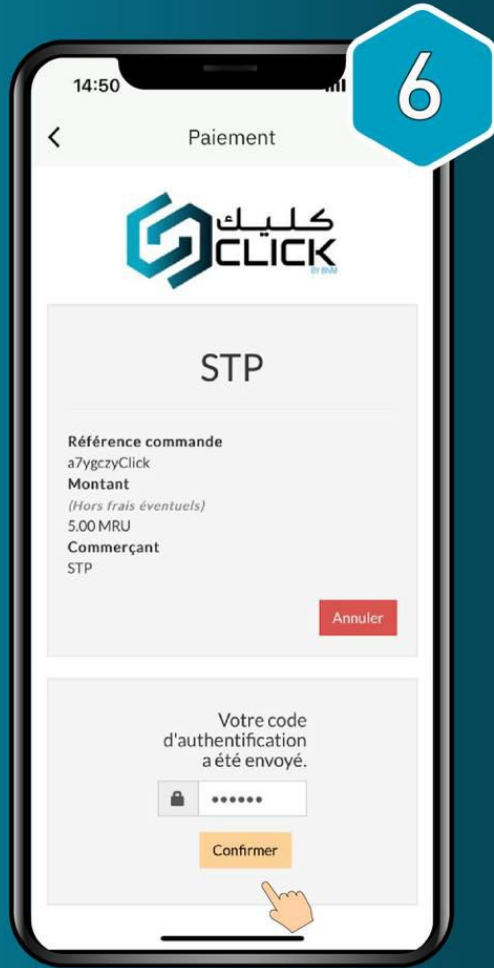 6
14:50
Paiement
كليك
CLICK
BY BNM
STP
Référence commande
a7ygczyClick
Montant
(Hors frais éventuels)
5.00 MRU
Commerçant
STP
Annuler
Votre code
d'authentification
a été envoyé.
••••••
Confirmer